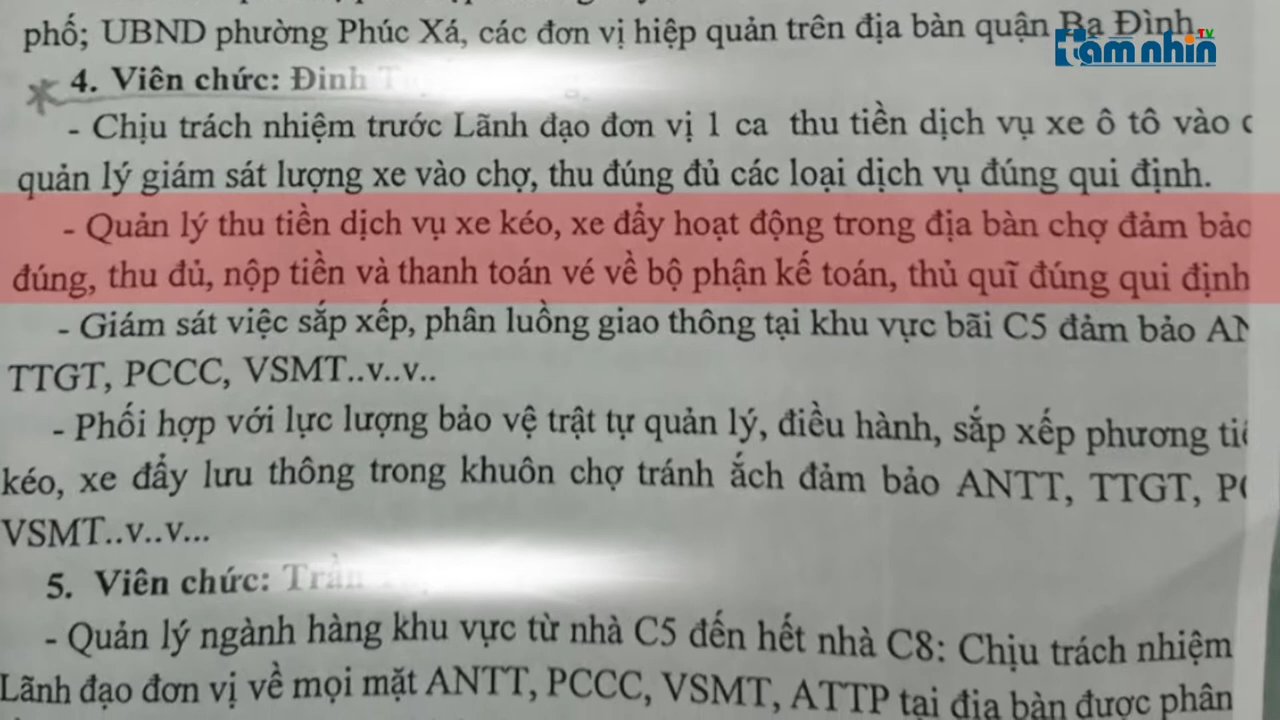 phố; UBND phường Phúc Xá, các đơn vị hiệp quản trên địa bàn quận Ba Đình
tầm nhìn TV
4. Viên chức: Đinh
- Chịu trách nhiệm trước Lãnh đạo đơn vị 1 ca thu tiền dịch vụ xe ô tô vào
quản lý giám sát lượng xe vào chợ, thu đúng đủ các loại dịch vụ đúng qui định.
- Quản lý thu tiền dịch vụ xe kéo, xe đẩy hoạt động trong địa bàn chợ đảm bảo
đúng, thu đủ, nộp tiền và thanh toán vé về bộ phận kế toán, thủ quĩ đúng qui định
- Giám sát việc sắp xếp, phân luồng giao thông tại khu vực bãi C5 đảm bảo
TTGT, PCCC, VSMT..v..v..
- Phối hợp với lực lượng bảo vệ trật tự quản lý, điều hành, sắp xếp phương
kéo, xe đẩy lưu thông trong khuôn chợ tránh ắch đảm bảo ANTT, TTGT,
VSMT..v..v...
5. Viên chức: Trần
- Quản lý ngành hàng khu vực từ nhà C5 đến hết nhà C8: Chịu trách nhiệm
Lãnh đạo đơn vị về mọi mặt ANTT, PCCC, VSMT, ATTP tại địa bàn được phân